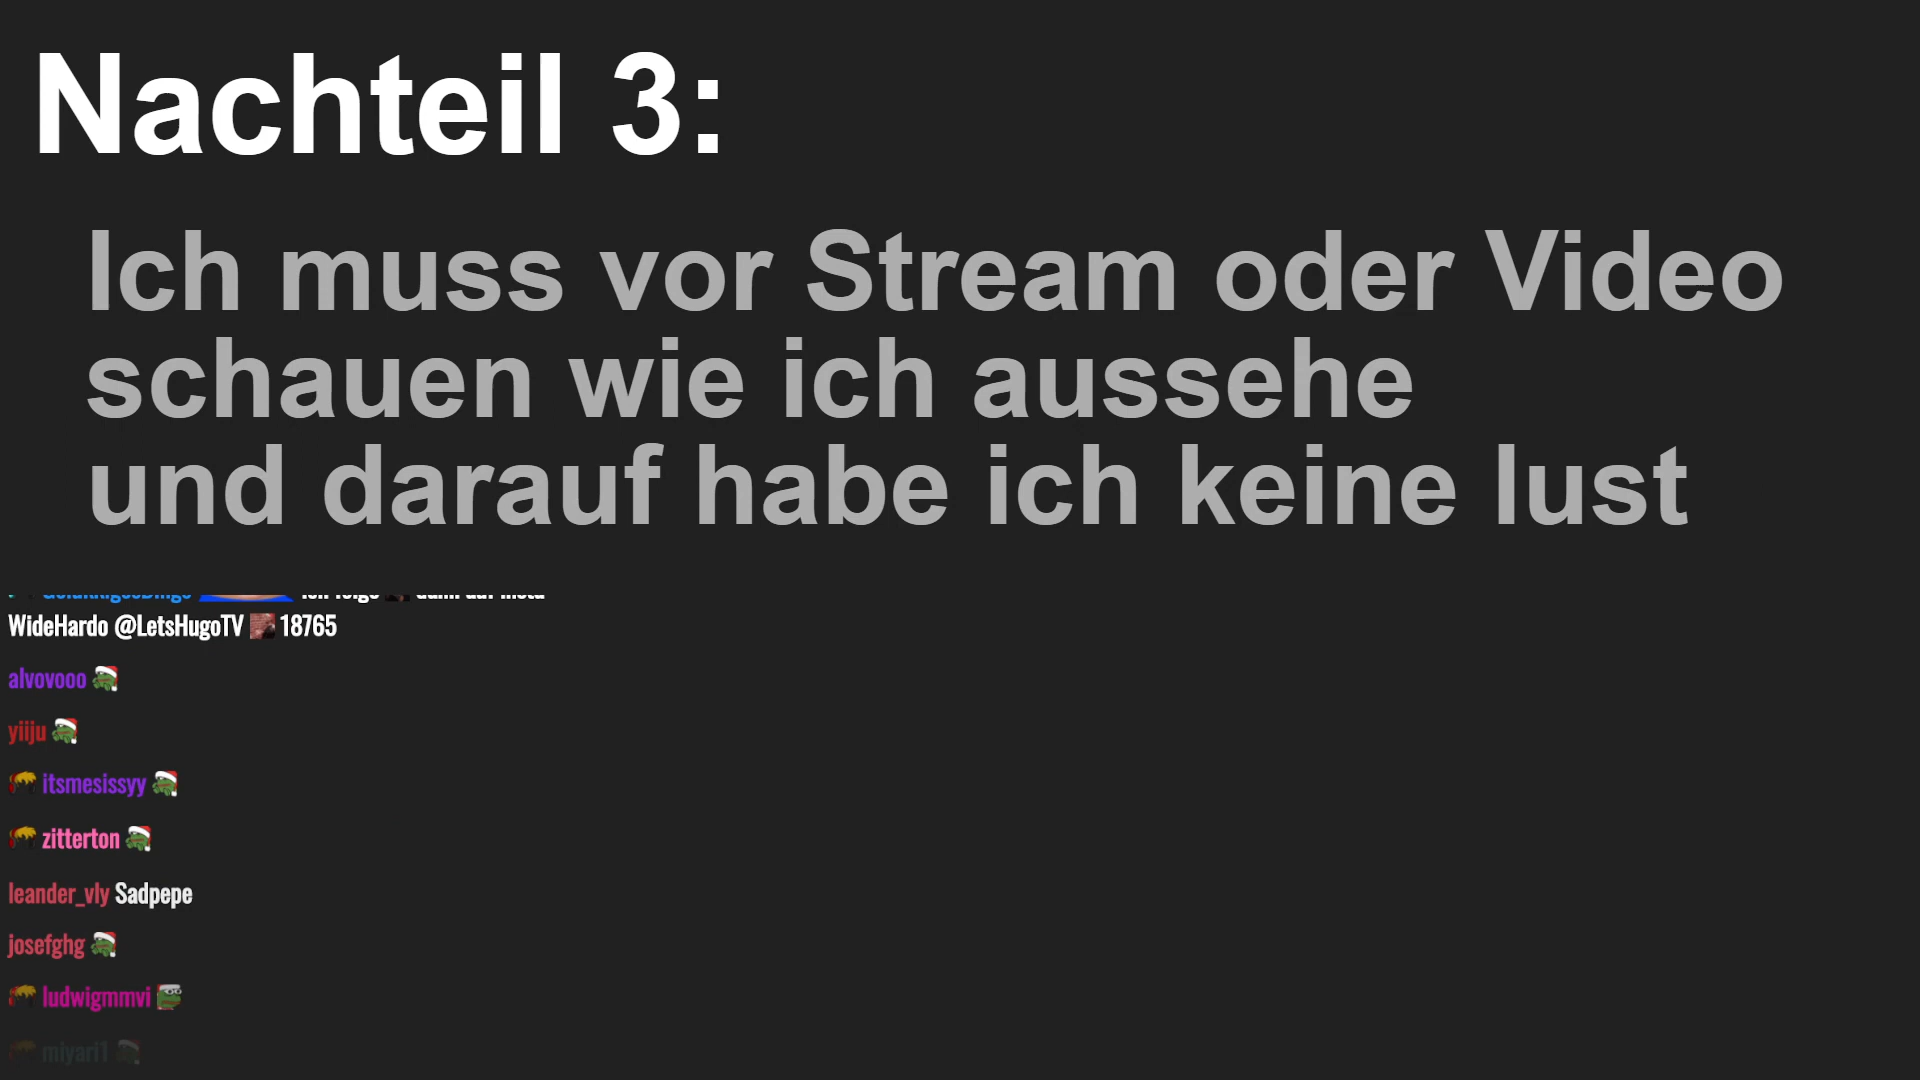 Nachteil 3:
Ich muss vor Stream oder Video
schauen wie ich aussehe
und darauf habe ich keine lust
WideHardo @LetsHugoTV 18765
alvovooo
yiiju
itsmesissyy
zitterton
leander_vly Sadpepe
josefghg
ludwigmmvi
miyari1